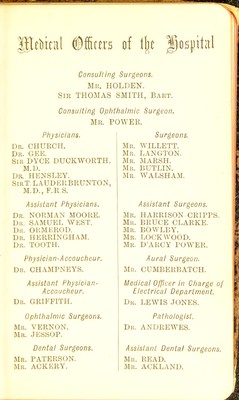 Medical Officers of the Hospital
Consulting Surgeons.
MR. HOLDEN.
SIR THOMAS SMITH, BART.
Consulting Ophthalmic Surgeon.
MR. POWER.
Physicians.
DR. CHURCH.
DR. GEE.
SIR DYCE DUCKWORTH,
M.D.
DR. HENSLEY.
SIR T LAUDER BRUNTON,
M.D., F.R S.
Assistant Physicians.
DR. NORMAN MOORE.
DR. SAMUEL WEST.
DR. ORMEROD.
DR. HERRINGHAM.
DR. TOOTH.
Physician-Accoucheur.
DR. CHAMPNEYS.
Assistant Physician-
Accoucheur.
DR. GRIFFITH.
Ophthalmic Surgeons.
MR. VERNON.
MR. JESSOP.
Dental Surgeons.
MR. PATERSON.
MR. ACKERY.
Surgeons.
MR. WILLETT.
MR. LANGTON.
MR. MARSH.
MR. BUTLIN.
MR. WALSHAM.
Assistant Surgeons.
MR. HARRISON CRIPPS.
MR. BRUCE CLARKE.
MR. BOWLBY.
MR. LOCKWOOD.
MR. D'ARCY POWER.
Aural Surgeon.
MR. CUMBERBATCH.
Medical Officer in Charge of
Electrical Department.
DR. LEWIS JONES.
Pathologist.
DR. ANDREWES.
Assistant Dental Surgeons.
MR. READ.
MR. ACKLAND.